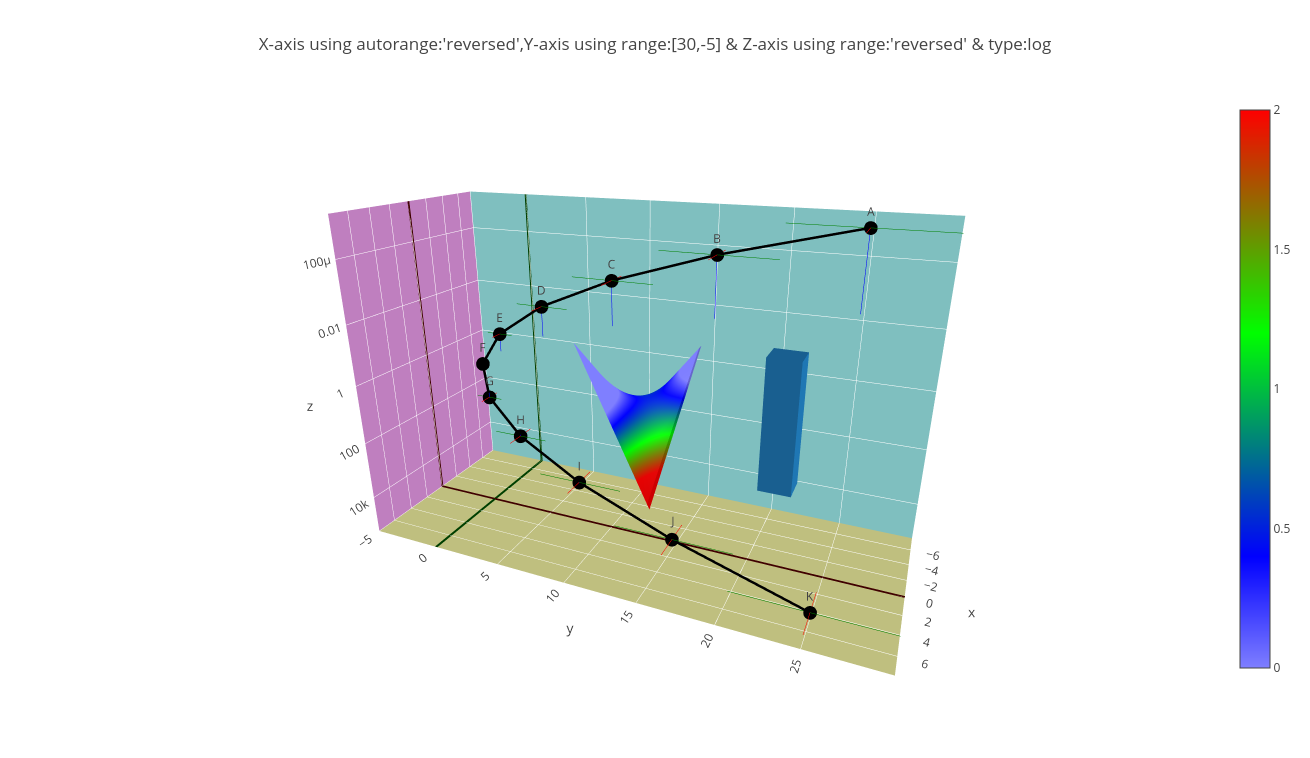 X-axis using autorange:'reversed',Y-axis using range:[30,-5] & Z-axis using range:'reversed' & type:log
2
1.5
1
0.5
0
A
B
C
D
E
F
G
H
I
J
K
100μ
0.01
1
100
10k
z
−5
0
5
10
15
20
25
y
−6
−4
−2
0
2
4
6
x